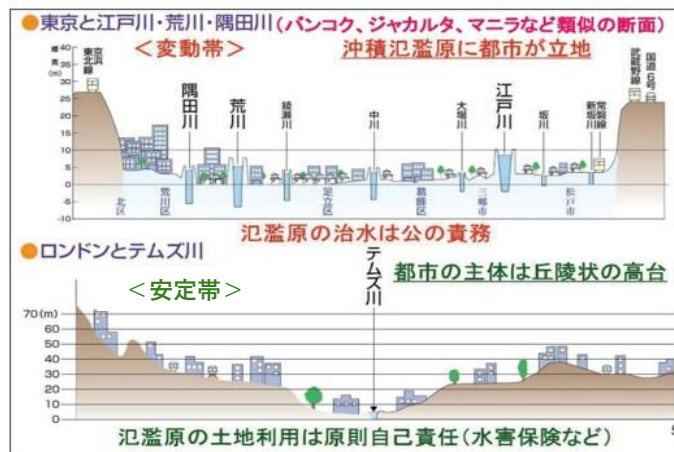 ●東京と江戸川・荒川・隅田川(バンコク、ジャカルタ、マニラなど類似の断面)
<変動帯>
沖積氾濫原に都市が立地
標高(m)
40
35
30
25
20
15
10
5
0
-5
-10
京浜東北線
隅田川
荒川
綾瀬川
中川
大場川
江戸川
坂川
新坂川
常磐線
武蔵野線
国道6号
北区
荒川区
足立区
葛飾区
三郷市
松戸市
氾濫原の治水は公の責務
●ロンドンとテムズ川
<安定帯>
テムズ川
都市の主体は丘陵状の高台
70(m)
60
50
40
30
20
10
0
氾濫原の土地利用は原則自己責任(水害保険など)